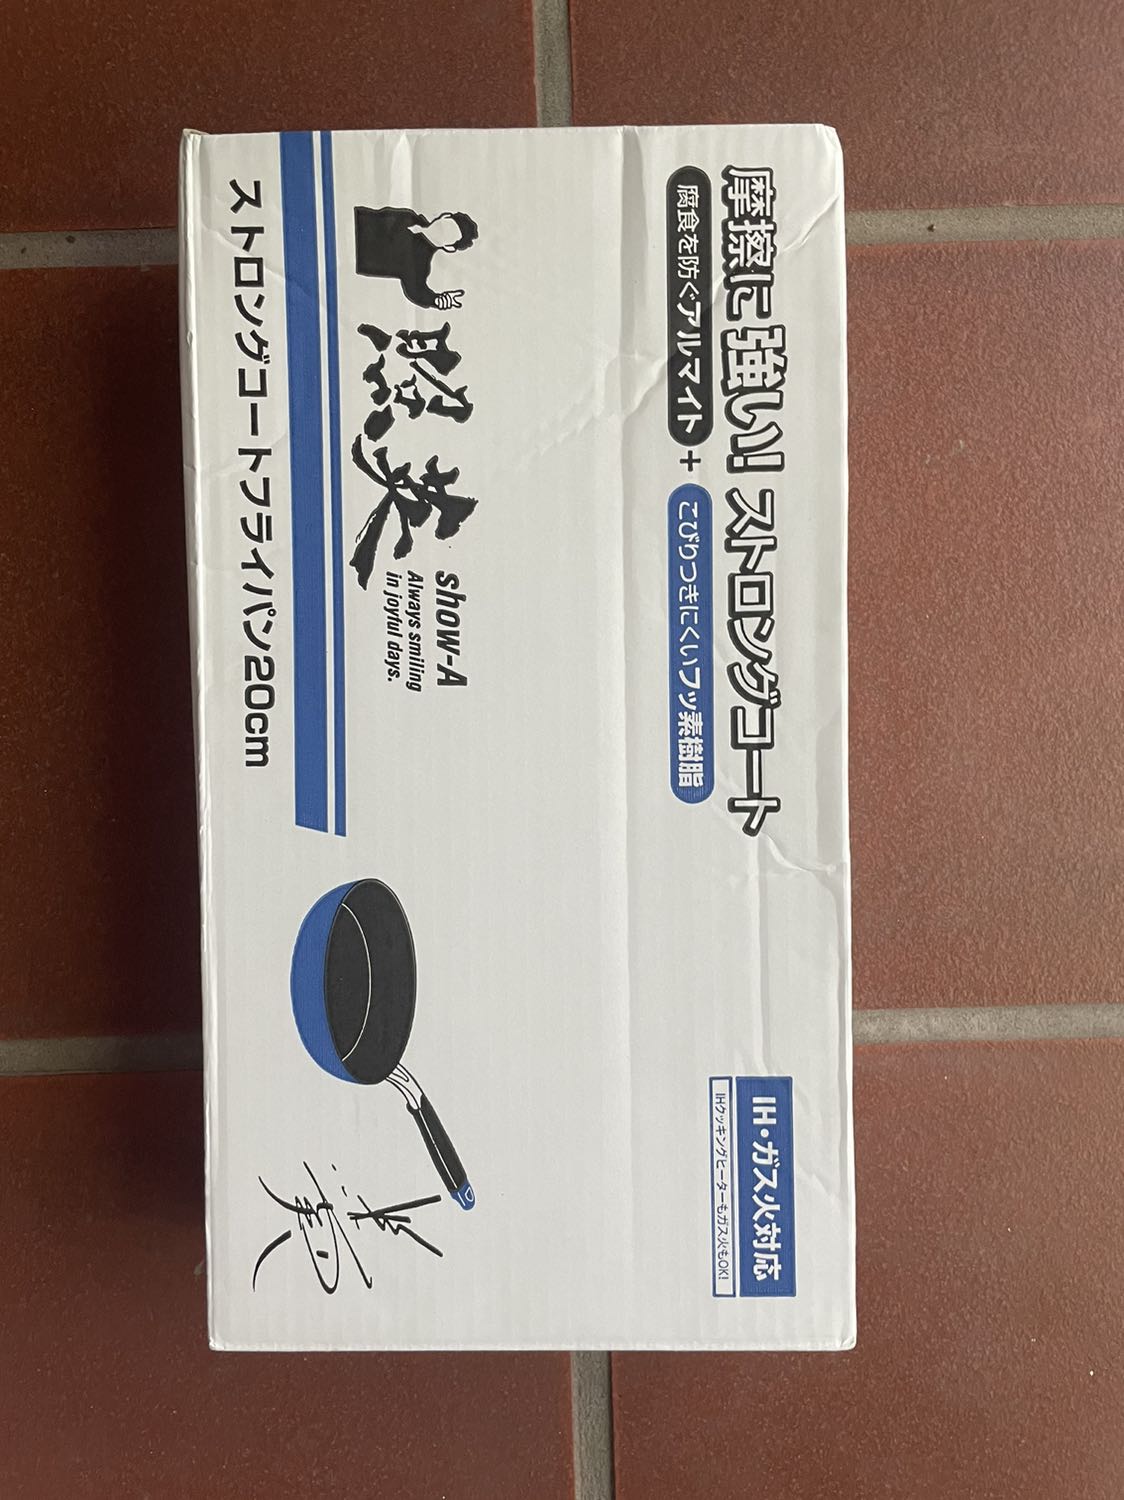 摩擦に強い!ストロングコート
腐食を防ぐアルマイト+こびりつきにくいフッ素樹脂
IH・ガス火対応
IHクッキングヒーターもガス火もOK!
照英
show-A
Always smiling
in joyful days.
ストロングコートフライパン20cm